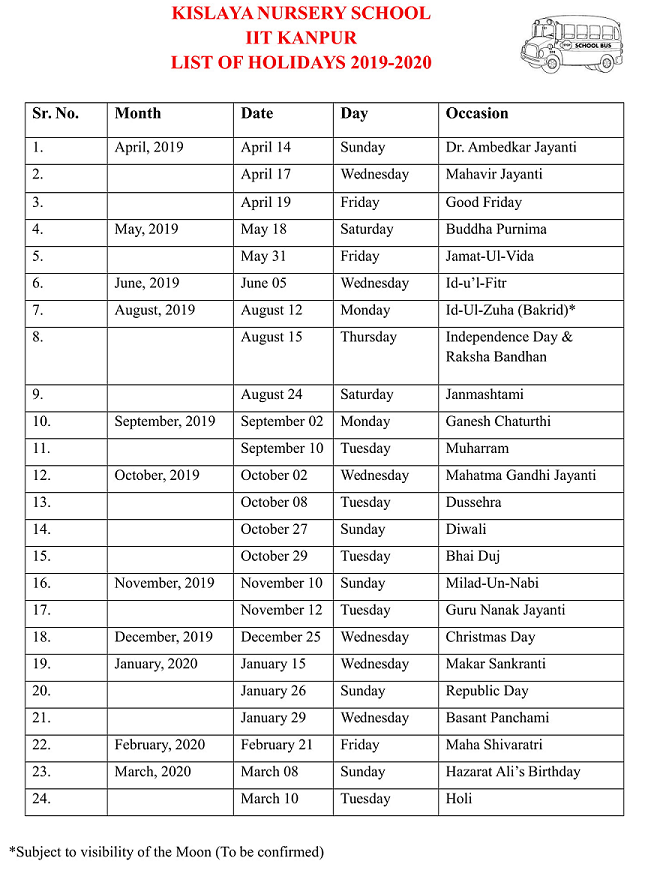 KISLAYA NURSERY SCHOOL
IIT KANPUR
LIST OF HOLIDAYS 2019-2020
SCHOOL BUS
Sr. No. Month Date Day Occasion
1. April, 2019 April 14 Sunday Dr. Ambedkar Jayanti
2. April 17 Wednesday Mahavir Jayanti
3. April 19 Friday Good Friday
4. May, 2019 May 18 Saturday Buddha Purnima
5. May 31 Friday Jamat-Ul-Vida
6. June, 2019 June 05 Wednesday Id-u’l-Fitr
7. August, 2019 August 12 Monday Id-Ul-Zuha (Bakrid)*
8. August 15 Thursday Independence Day &
Raksha Bandhan
9. August 24 Saturday Janmashtami
10. September, 2019 September 02 Monday Ganesh Chaturthi
11. September 10 Tuesday Muharram
12. October, 2019 October 02 Wednesday Mahatma Gandhi Jayanti
13. October 08 Tuesday Dussehra
14. October 27 Sunday Diwali
15. October 29 Tuesday Bhai Duj
16. November, 2019 November 10 Sunday Milad-Un-Nabi
17. November 12 Tuesday Guru Nanak Jayanti
18. December, 2019 December 25 Wednesday Christmas Day
19. January, 2020 January 15 Wednesday Makar Sankranti
20. January 26 Sunday Republic Day
21. January 29 Wednesday Basant Panchami
22. February, 2020 February 21 Friday Maha Shivaratri
23. March, 2020 March 08 Sunday Hazarat Ali’s Birthday
24. March 10 Tuesday Holi
*Subject to visibility of the Moon (To be confirmed)